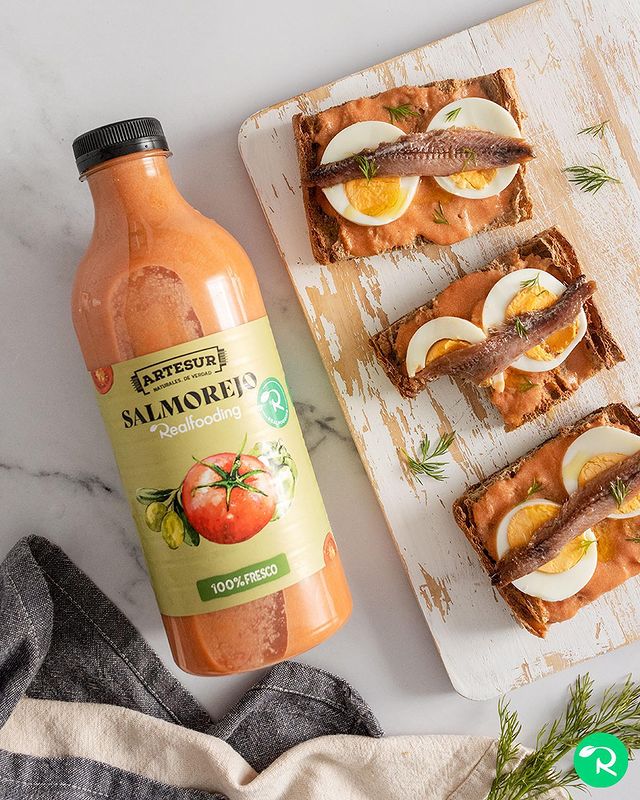 ARTESUR
NATURALES, DE VERDAD
SALMOREJO
Realfooding
100% FRESCO
R